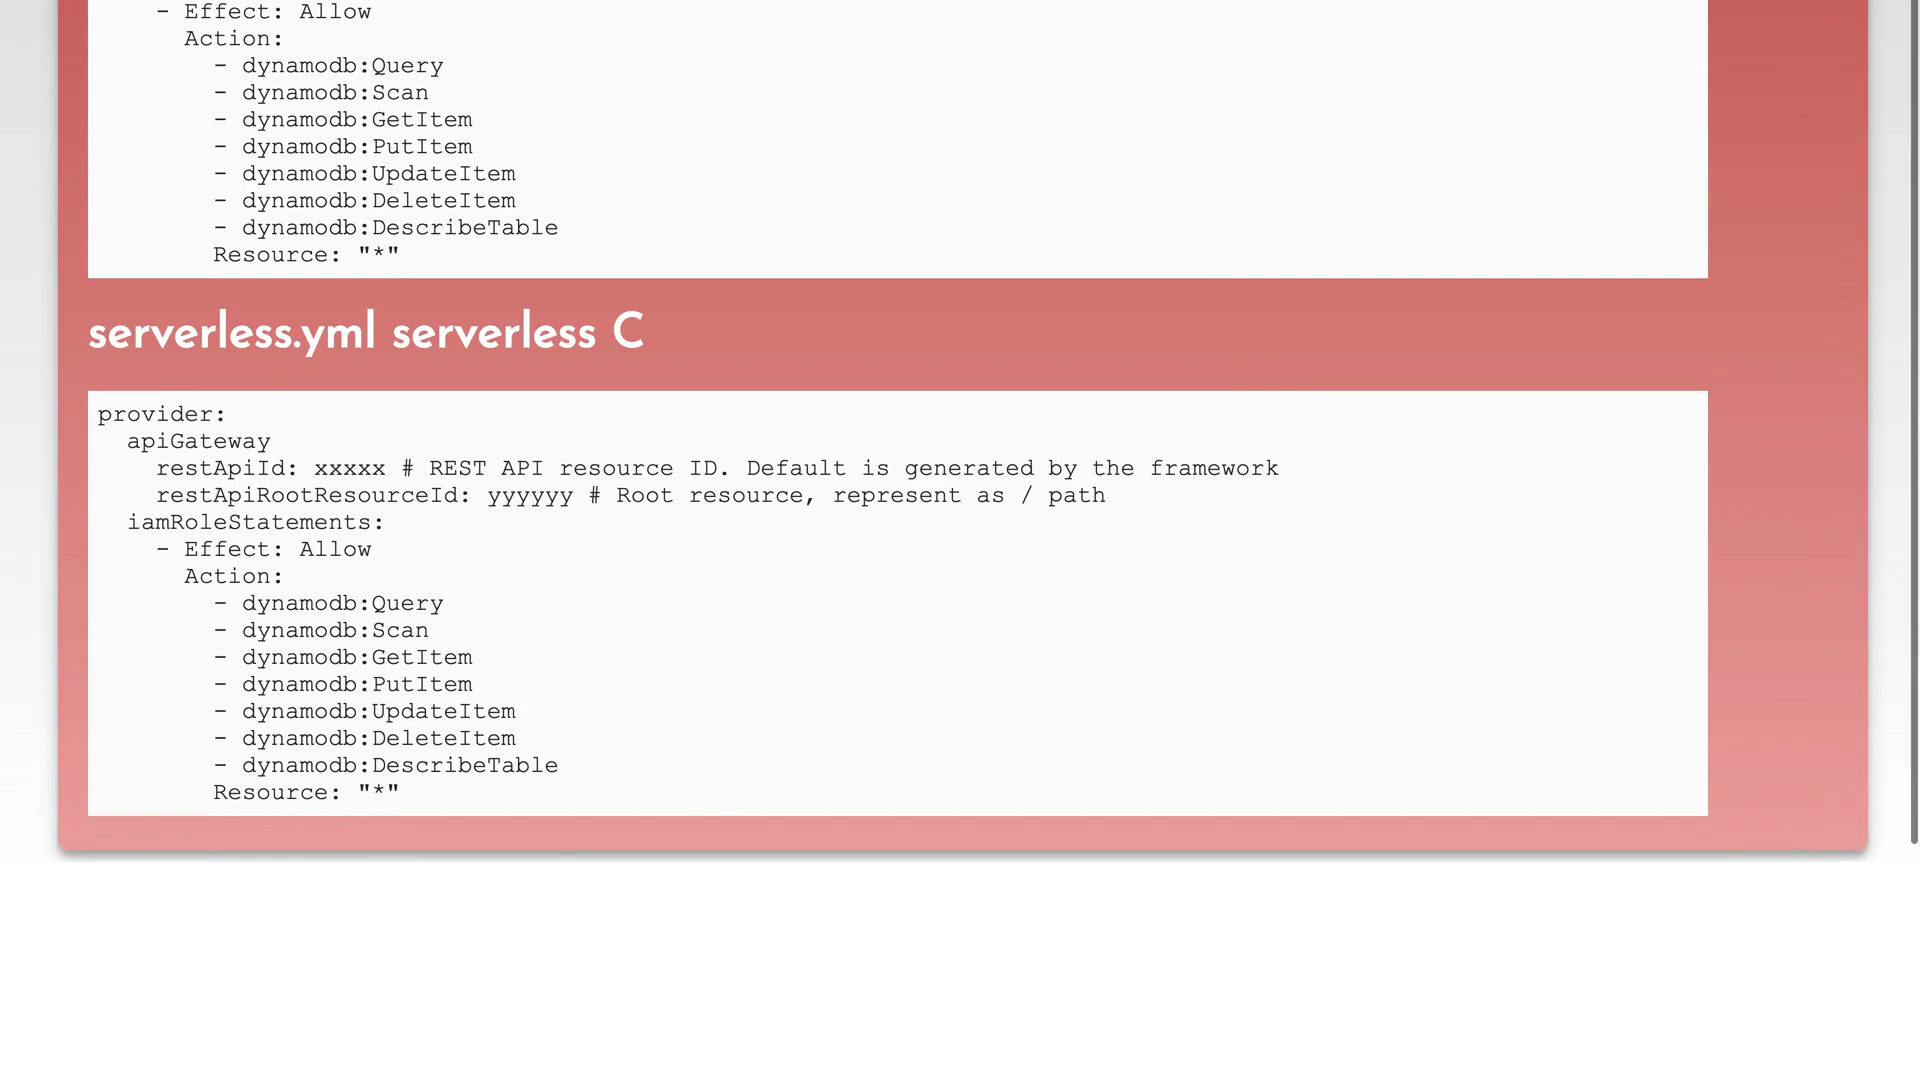 - Effect: Allow
Action:
- dynamodb:Query
- dynamodb:Scan
- dynamodb:GetItem
- dynamodb:PutItem
- dynamodb:UpdateItem
- dynamodb:DeleteItem
- dynamodb:DescribeTable
Resource: "*"
serverless.yml serverless C
provider:
apiGateway
restApiId: xxxxx # REST API resource ID. Default is generated by the framework
restApiRootResourceId: yyyyyy # Root resource, represent as / path
iamRoleStatements:
- Effect: Allow
Action:
- dynamodb:Query
- dynamodb:Scan
- dynamodb:GetItem
- dynamodb:PutItem
- dynamodb:UpdateItem
- dynamodb:DeleteItem
- dynamodb:DescribeTable
Resource: "*"